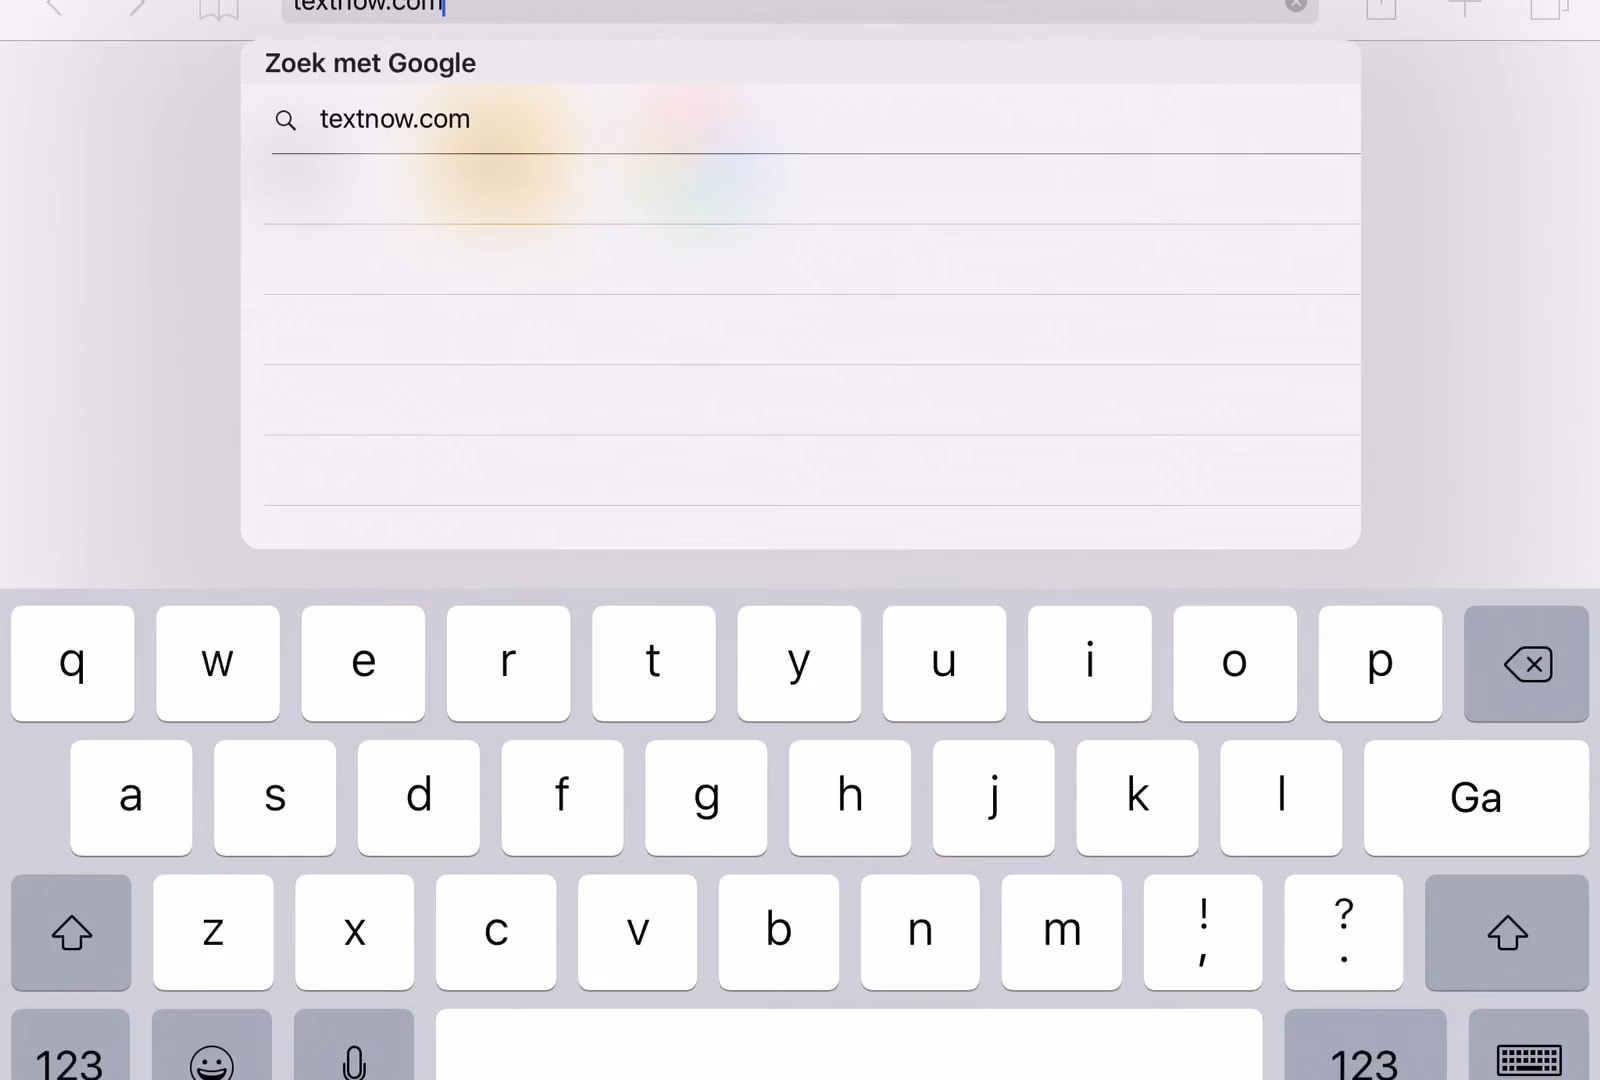 textnow.com
Zoek met Google
textnow.com
q w e r t y u i o p
a s d f g h j k l Ga
z x c v b n m ! , ? .
123 123